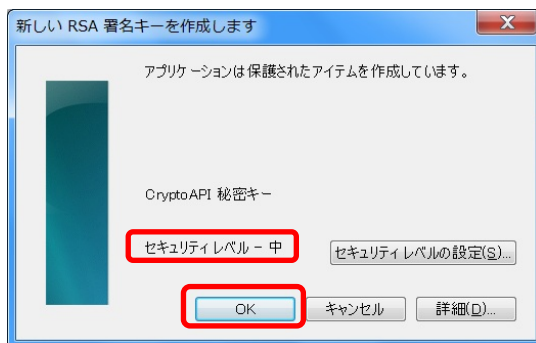 新しい RSA 署名キーを作成します
アプリケーションは保護されたアイテムを作成しています。
CryptoAPI 秘密キー
セキュリティ レベル － 中
セキュリティ レベルの設定(S)...
OK キャンセル 詳細(D)...